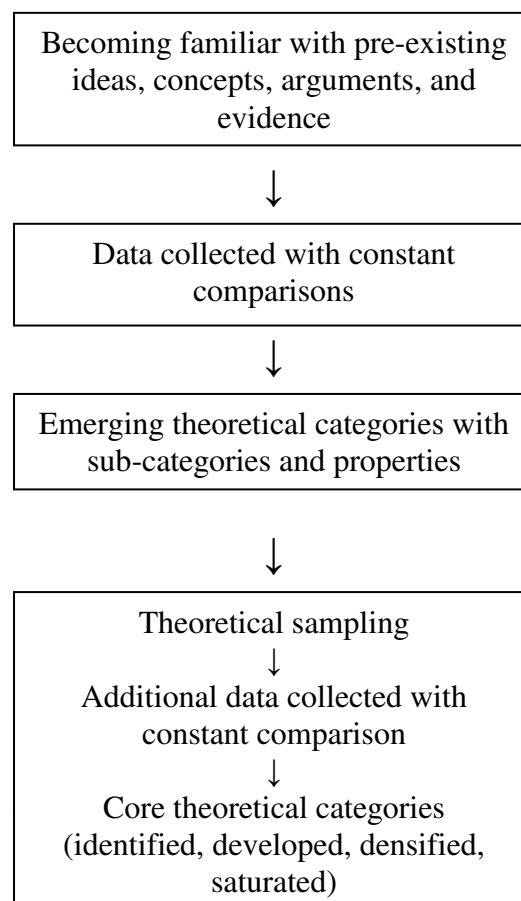 Becoming familiar with pre-existing
ideas, concepts, arguments, and
evidence
↓
Data collected with constant
comparisons
↓
Emerging theoretical categories with
sub-categories and properties
↓
Theoretical sampling
↓
Additional data collected with
constant comparison
↓
Core theoretical categories
(identified, developed, densified,
saturated)